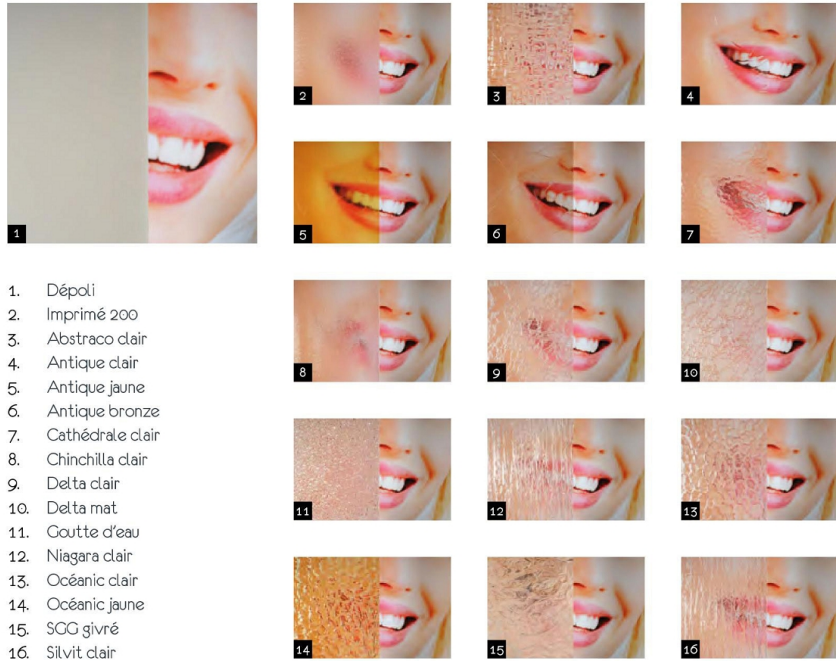 1
2
3
4
5
6
7
1. Dépoli
2. Imprimé 200
3. Abstraco clair
4. Antique clair
5. Antique jaune
6. Antique bronze
7. Cathédrale clair
8. Chinchilla clair
9. Delta clair
10. Delta mat
11. Goutte d'eau
12. Niagara clair
13. Océanic clair
14. Océanic jaune
15. SGG givré
16. Silvit clair
8
9
10
11
12
13
14
15
16